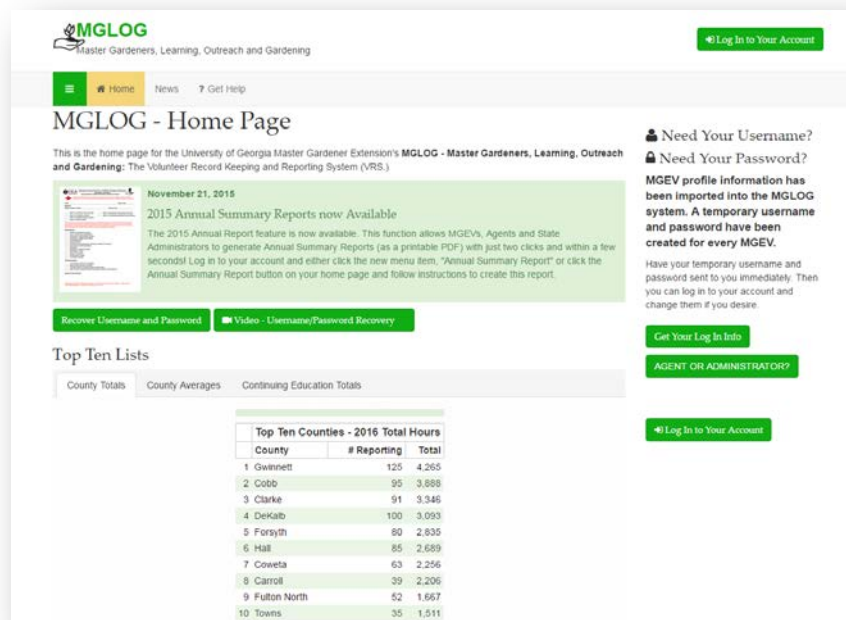 MGLOG
Master Gardeners, Learning, Outreach and Gardening
Log In to Your Account
Home News ? Get Help
MGLOG - Home Page
This is the home page for the University of Georgia Master Gardener Extension's MGLOG - Master Gardeners, Learning, Outreach
and Gardening: The Volunteer Record Keeping and Reporting System (VRS.)
November 21, 2015
2015 Annual Summary Reports now Available
The 2015 Annual Report feature is now available. This function allows MGEVs, Agents and State
Administrators to generate Annual Summary Reports (as a printable PDF) with just two clicks and within a few
seconds! Log in to your account and either click the new menu item, "Annual Summary Report" or click the
Annual Summary Report button on your home page and follow instructions to create this report.
Recover Username and Password Video - Username/Password Recovery
Top Ten Lists
County Totals County Averages Continuing Education Totals
Top Ten Counties - 2016 Total Hours
County # Reporting Total
1 Gwinnett 125 4,265
2 Cobb 95 3,888
3 Clarke 91 3,346
4 DeKalb 100 3,093
5 Forsyth 80 2,835
6 Hall 85 2,689
7 Coweta 63 2,256
8 Carroll 39 2,206
9 Fulton North 52 1,667
10 Towns 35 1,511
Need Your Username?
Need Your Password?
MGEV profile information has
been imported into the MGLOG
system. A temporary username
and password have been
created for every MGEV.
Have your temporary username and
password sent to you immediately. Then
you can log in to your account and
change them if you desire.
Get Your Log In Info
AGENT OR ADMINISTRATOR?
Log In to Your Account